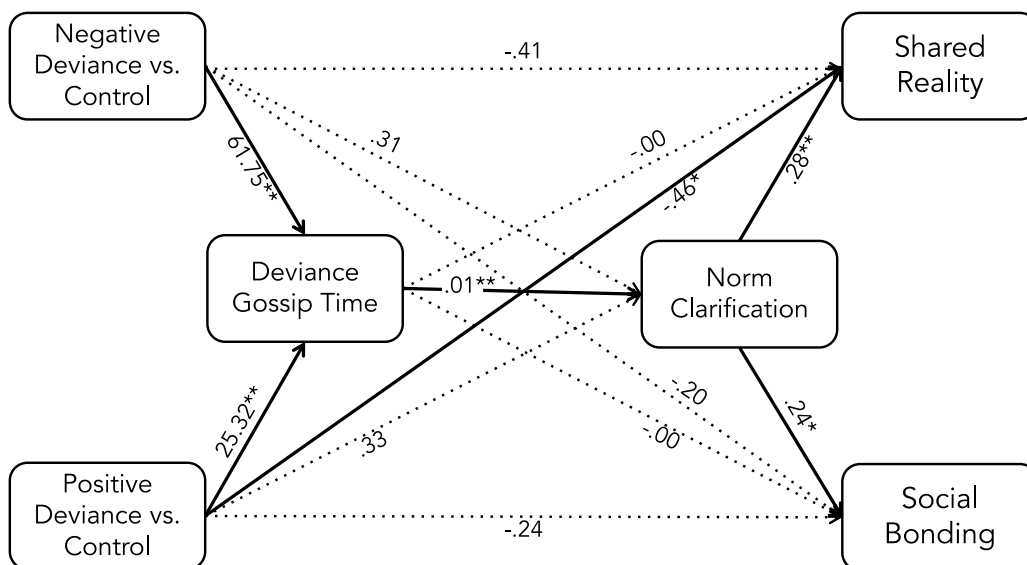 Negative
Deviance vs.
Control
-.41
Shared
Reality
61.75**
.31
-.00
-.46*
.28**
Deviance
Gossip Time
.01**
Norm
Clarification
25.32**
.33
-.20
-.00
.24*
Positive
Deviance vs.
Control
-.24
Social
Bonding